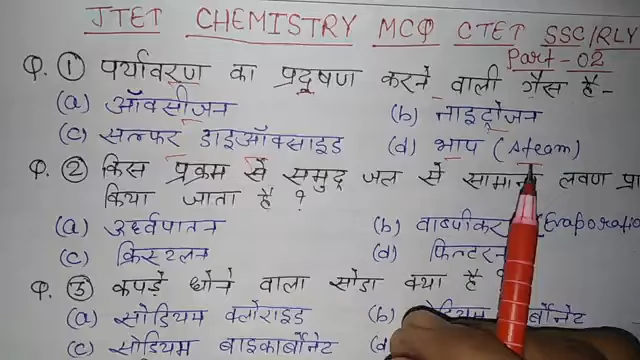 JTET CHEMISTRY MCQ CTET SSC/RLY
Part-02
Q. ① पर्यावरण का प्रदूषण करने वाली गैस है-
(a) ऑक्सीजन (b) नाइट्रोजन
(c) सल्फर डाइऑक्साइड (d) भाप (Steam)
Q. ② किस प्रक्रम से समुद्र जल से सामान्य लवण प्रा
किया जाता है ?
(a) उर्ध्वपातन (b) वाष्पीकर (Evaporatio
(c) क्रिस्टलन (d) फिल्टरन
Q. ③ कपड़े धोने वाला सोडा क्या है ?
(a) सोडियम क्लोराइड (b) र्बोनेट
(c) सोडियम बाइकार्बोनेट (d